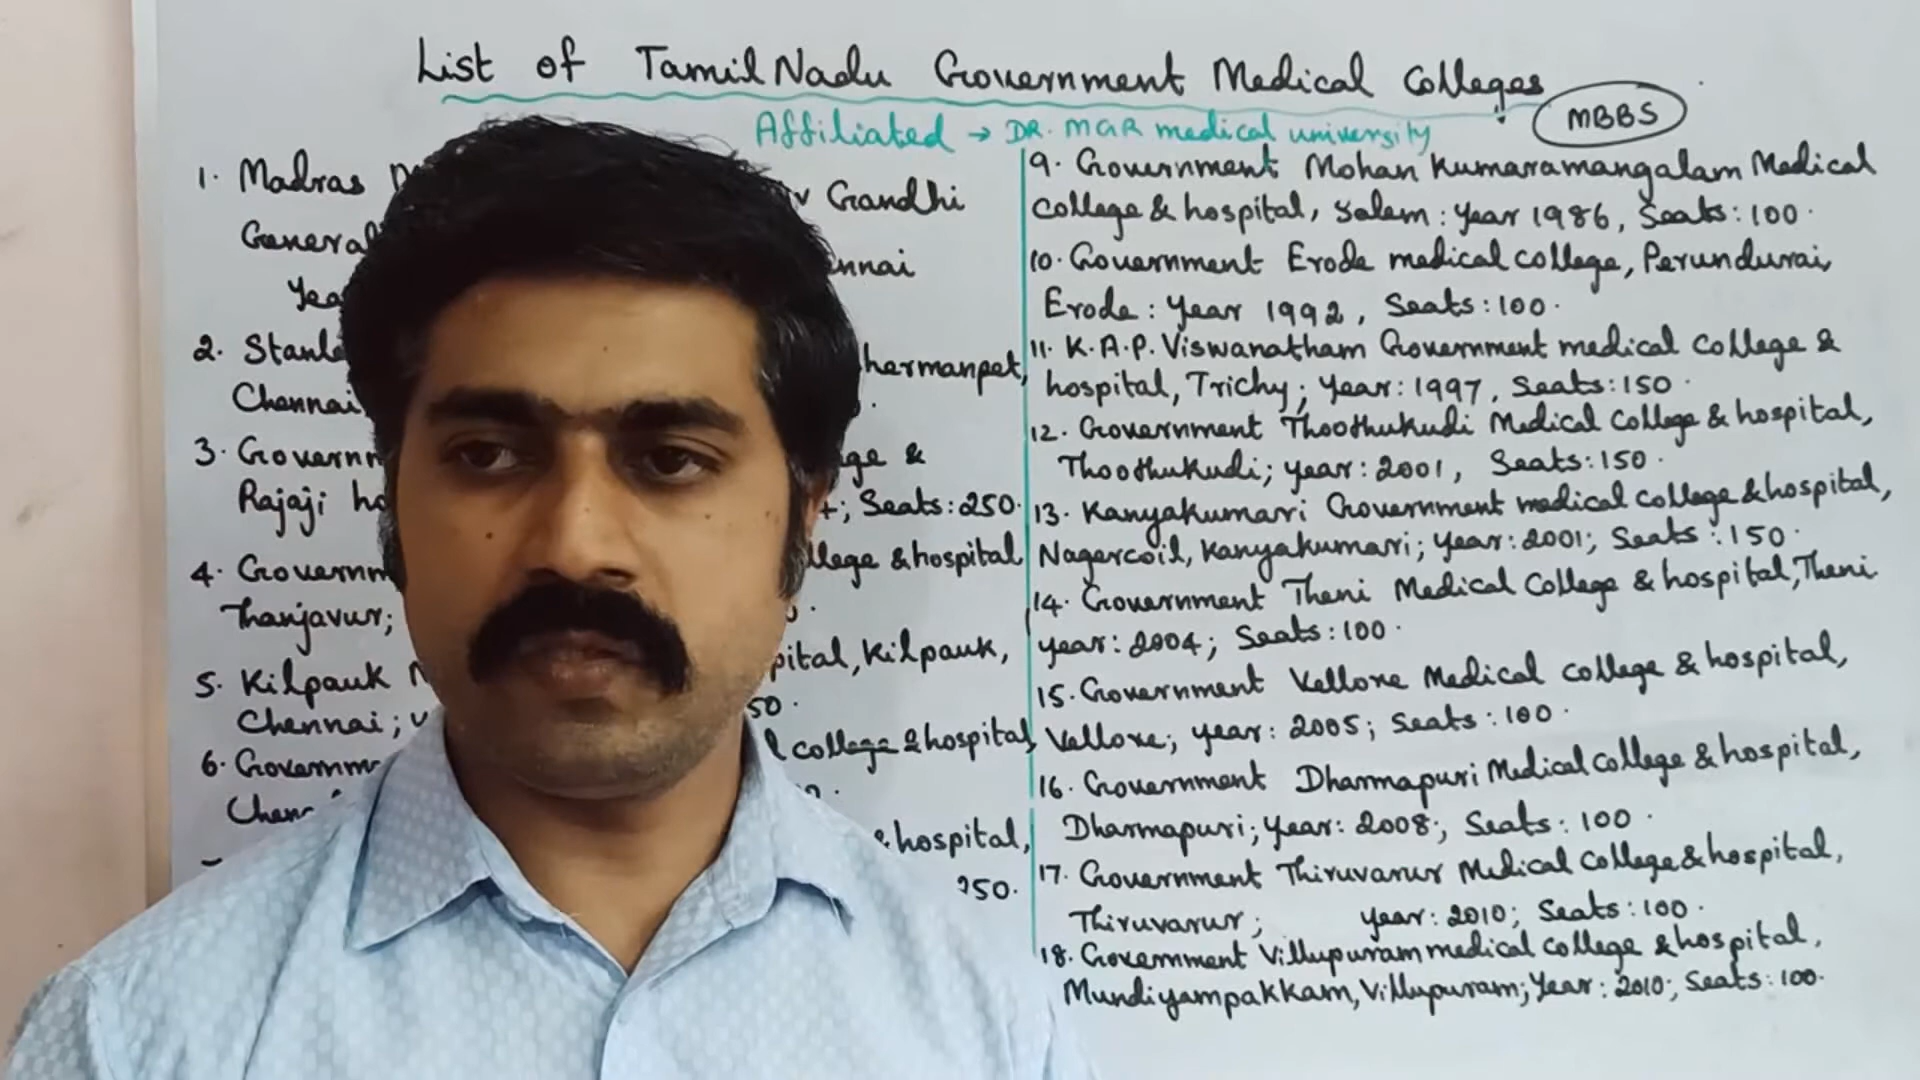 List of Tamil Nadu Government Medical Colleges
MBBS
Affiliated → DR. MGR medical university
1. Madras
Gandhi
General
ennai
Yea
2. Stanle
hermanpet,
Chennai
3. Governm
ge &
Rajaji ho
; Seats:250.
4. Governm
llege & hospital
Thanjavur;
5. Kilpauk
pital, Kilpauk,
Chennai;
50.
6. Governm
l college & hospital,
Chenn
& hospital,
250.
9. Government Mohan Kumaramangalam Medical
college & hospital, Salem: Year 1986, Seats: 100.
10. Government Erode medical college, Perundurai,
Erode: Year 1992, Seats:100.
11. K.A.P. Viswanatham Government medical college &
hospital, Trichy; Year: 1997, Seats:150.
12. Government Thoothukudi Medical College & hospital,
Thoothukudi; year: 2001, Seats:150.
13. Kanyakumari Government medical college & hospital,
Nagercoil, Kanyakumari; year: 2001; Seats: 150.
14. Government Theni Medical College & hospital, Theni
year: 2004; Seats:100.
15. Government Vellore Medical college & hospital,
Vellore; year: 2005; Seats: 100.
16. Government Dharmapuri Medical college & hospital,
Dharmapuri; Year: 2008; Seats: 100.
17. Government Thiruvarur Medical College & hospital,
Thiruvarur; year: 2010; Seats: 100.
18. Government Villupuram medical college & hospital,
Mundiyampakkam, Villupuram; Year: 2010; Seats: 100.